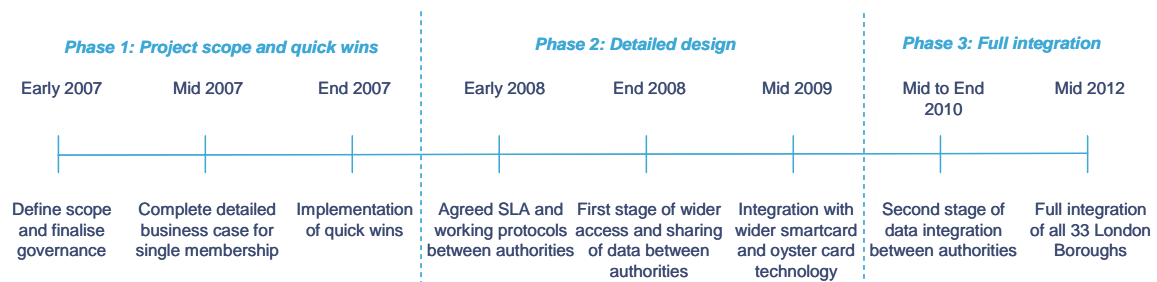 Phase 1: Project scope and quick wins
Phase 2: Detailed design
Phase 3: Full integration
Early 2007
Mid 2007
End 2007
Early 2008
End 2008
Mid 2009
Mid to End
2010
Mid 2012
Define scope
and finalise
governance
Complete detailed
business case for
single membership
Implementation
of quick wins
Agreed SLA and
working protocols
between authorities
First stage of wider
access and sharing
of data between
authorities
Integration with
wider smartcard
and oyster card
technology
Second stage of
data integration
between authorities
Full integration
of all 33 London
Boroughs